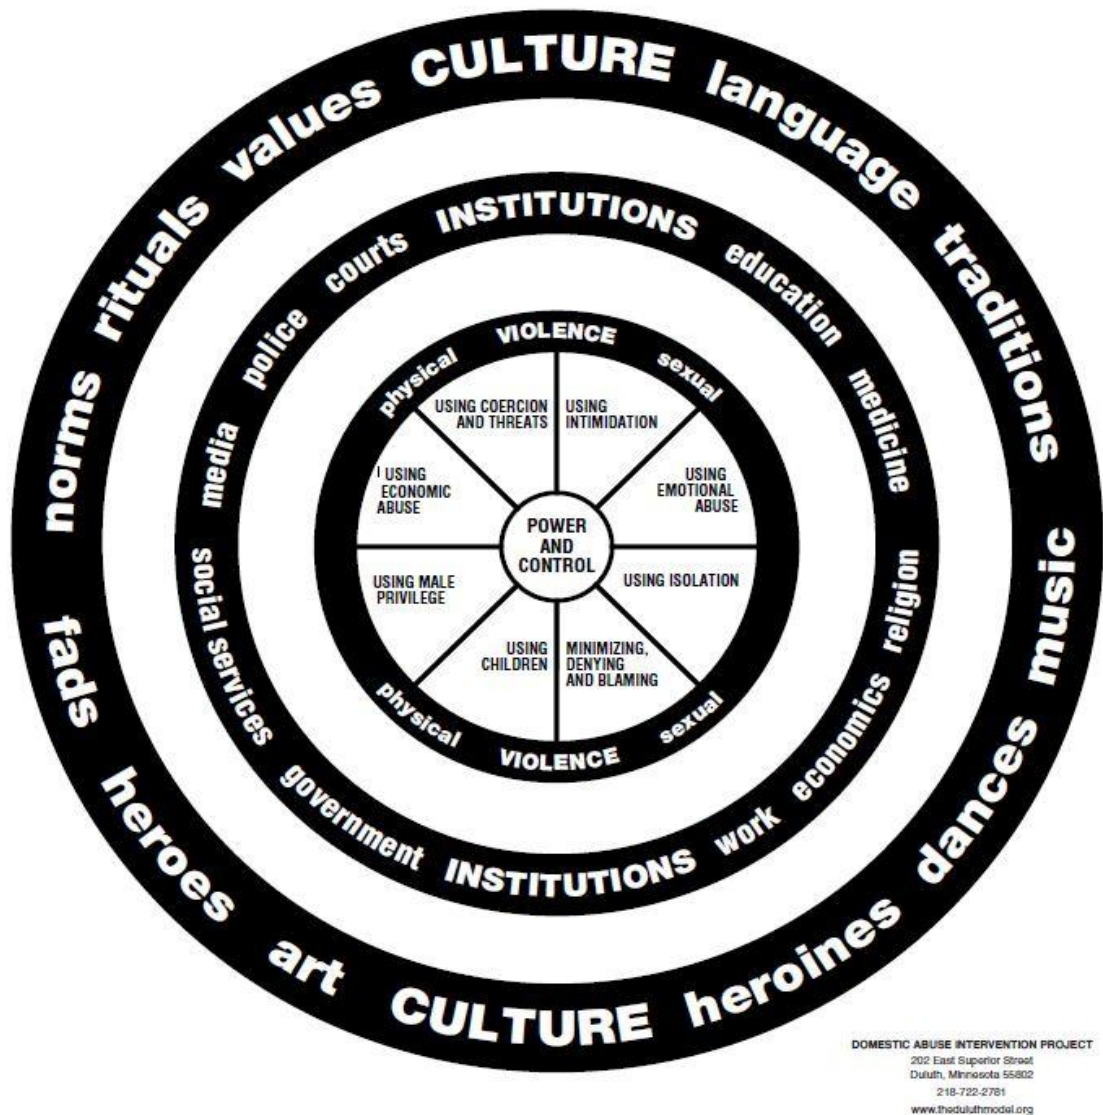 norms rituals values CULTURE language traditions
music
fads heroes art CULTURE heroines dances
media police courts INSTITUTIONS education medicine
religion
social services government INSTITUTIONS work economics
physical VIOLENCE sexual
USING COERCION
AND THREATS
USING
INTIMIDATION
USING
ECONOMIC
ABUSE
USING
EMOTIONAL
ABUSE
POWER
AND
CONTROL
USING MALE
PRIVILEGE
USING ISOLATION
USING
CHILDREN
MINIMIZING,
DENYING
AND BLAMING
physical VIOLENCE sexual
DOMESTIC ABUSE INTERVENTION PROJECT
202 East Superior Street
Duluth, Minnesota 55802
218-722-2781
www.theduluthmodel.org